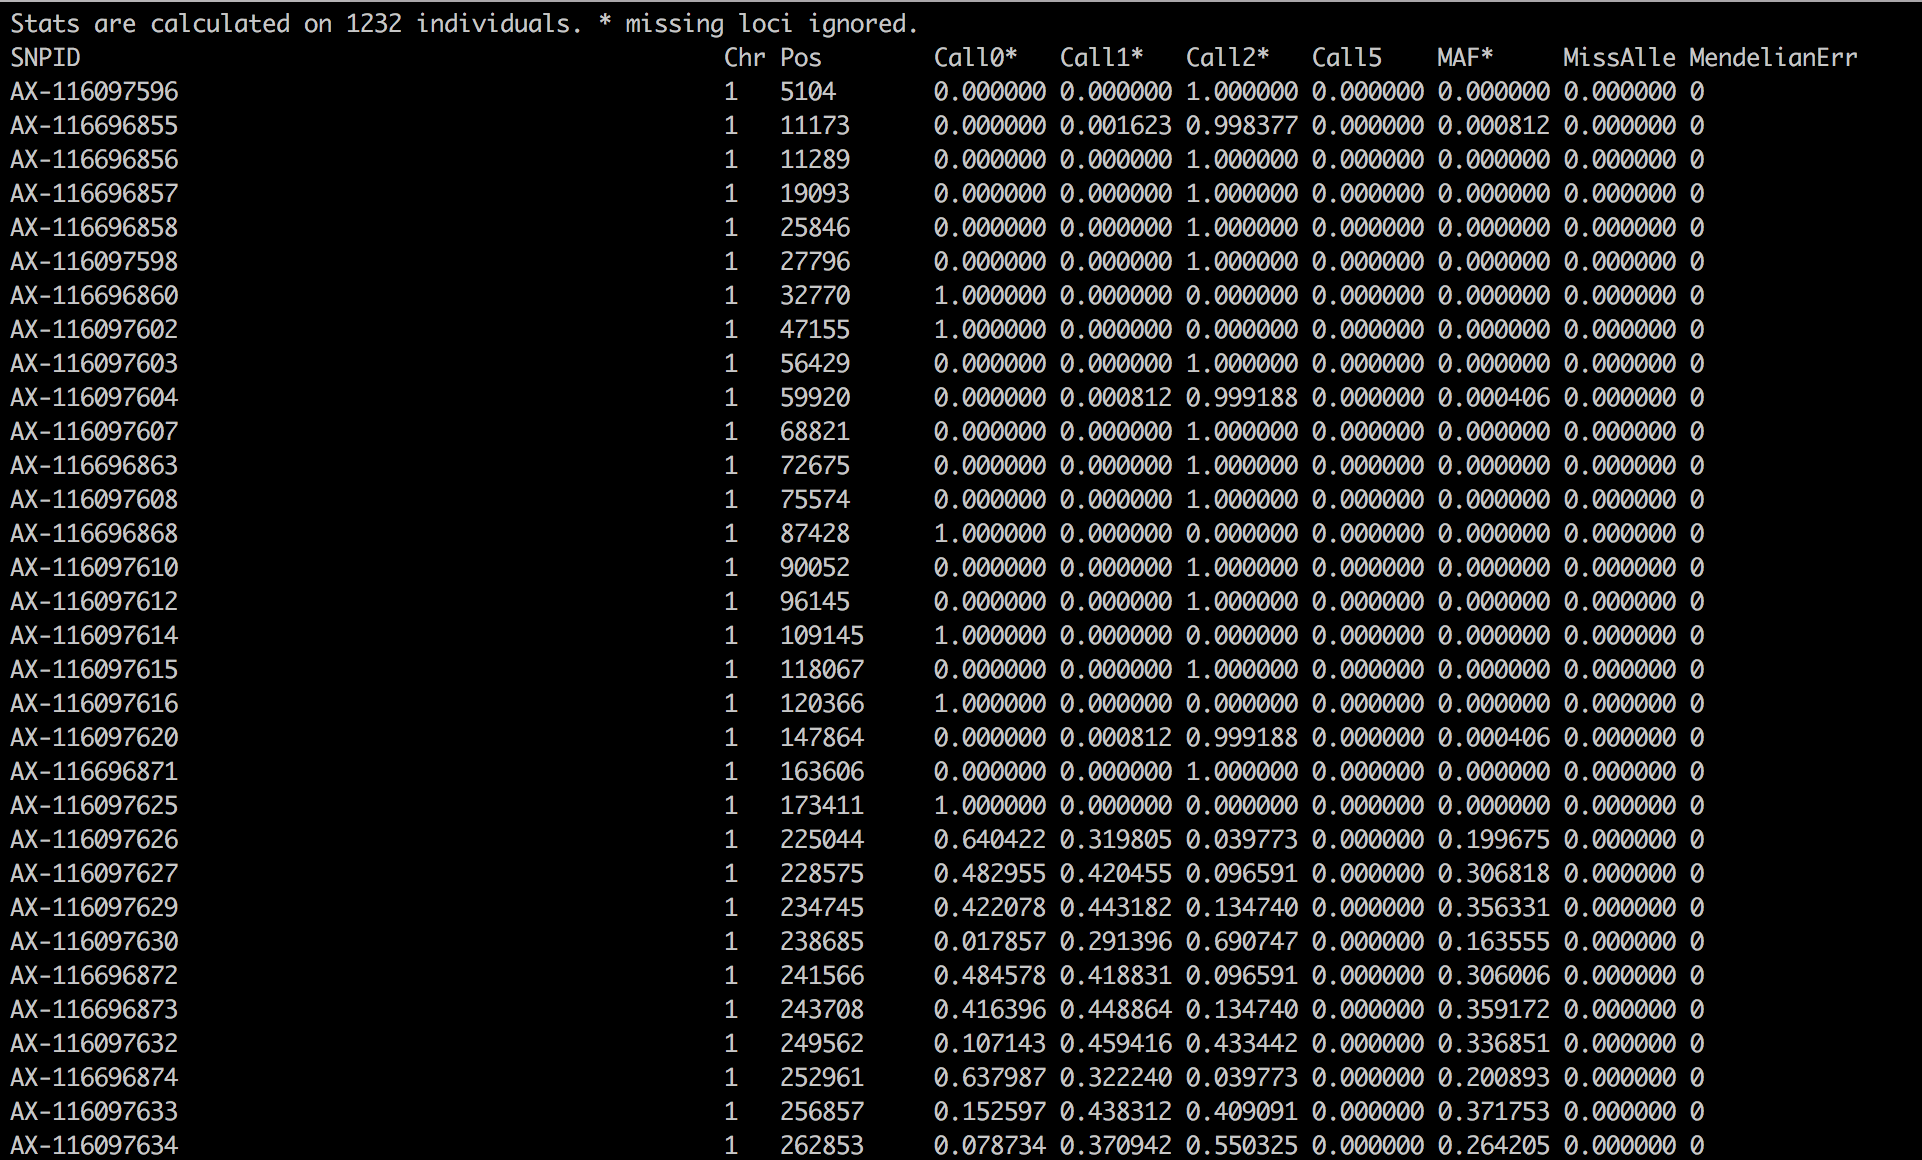 Stats are calculated on 1232 individuals. * missing loci ignored.
SNPID Chr Pos Call0* Call1* Call2* Call5 MAF* MissAlle MendelianErr
AX-116097596 1 5104 0.000000 0.000000 1.000000 0.000000 0.000000 0.000000 0
AX-116696855 1 11173 0.000000 0.001623 0.998377 0.000000 0.000812 0.000000 0
AX-116696856 1 11289 0.000000 0.000000 1.000000 0.000000 0.000000 0.000000 0
AX-116696857 1 19093 0.000000 0.000000 1.000000 0.000000 0.000000 0.000000 0
AX-116696858 1 25846 0.000000 0.000000 1.000000 0.000000 0.000000 0.000000 0
AX-116097598 1 27796 0.000000 0.000000 1.000000 0.000000 0.000000 0.000000 0
AX-116696860 1 32770 1.000000 0.000000 0.000000 0.000000 0.000000 0.000000 0
AX-116097602 1 47155 1.000000 0.000000 0.000000 0.000000 0.000000 0.000000 0
AX-116097603 1 56429 0.000000 0.000000 1.000000 0.000000 0.000000 0.000000 0
AX-116097604 1 59920 0.000000 0.000812 0.999188 0.000000 0.000406 0.000000 0
AX-116097607 1 68821 0.000000 0.000000 1.000000 0.000000 0.000000 0.000000 0
AX-116696863 1 72675 0.000000 0.000000 1.000000 0.000000 0.000000 0.000000 0
AX-116097608 1 75574 0.000000 0.000000 1.000000 0.000000 0.000000 0.000000 0
AX-116696868 1 87428 1.000000 0.000000 0.000000 0.000000 0.000000 0.000000 0
AX-116097610 1 90052 0.000000 0.000000 1.000000 0.000000 0.000000 0.000000 0
AX-116097612 1 96145 0.000000 0.000000 1.000000 0.000000 0.000000 0.000000 0
AX-116097614 1 109145 1.000000 0.000000 0.000000 0.000000 0.000000 0.000000 0
AX-116097615 1 118067 0.000000 0.000000 1.000000 0.000000 0.000000 0.000000 0
AX-116097616 1 120366 1.000000 0.000000 0.000000 0.000000 0.000000 0.000000 0
AX-116097620 1 147864 0.000000 0.000812 0.999188 0.000000 0.000406 0.000000 0
AX-116696871 1 163606 0.000000 0.000000 1.000000 0.000000 0.000000 0.000000 0
AX-116097625 1 173411 1.000000 0.000000 0.000000 0.000000 0.000000 0.000000 0
AX-116097626 1 225044 0.640422 0.319805 0.039773 0.000000 0.199675 0.000000 0
AX-116097627 1 228575 0.482955 0.420455 0.096591 0.000000 0.306818 0.000000 0
AX-116097629 1 234745 0.422078 0.443182 0.134740 0.000000 0.356331 0.000000 0
AX-116097630 1 238685 0.017857 0.291396 0.690747 0.000000 0.163555 0.000000 0
AX-116696872 1 241566 0.484578 0.418831 0.096591 0.000000 0.306006 0.000000 0
AX-116696873 1 243708 0.416396 0.448864 0.134740 0.000000 0.359172 0.000000 0
AX-116097632 1 249562 0.107143 0.459416 0.433442 0.000000 0.336851 0.000000 0
AX-116696874 1 252961 0.637987 0.322240 0.039773 0.000000 0.200893 0.000000 0
AX-116097633 1 256857 0.152597 0.438312 0.409091 0.000000 0.371753 0.000000 0
AX-116097634 1 262853 0.078734 0.370942 0.550325 0.000000 0.264205 0.000000 0